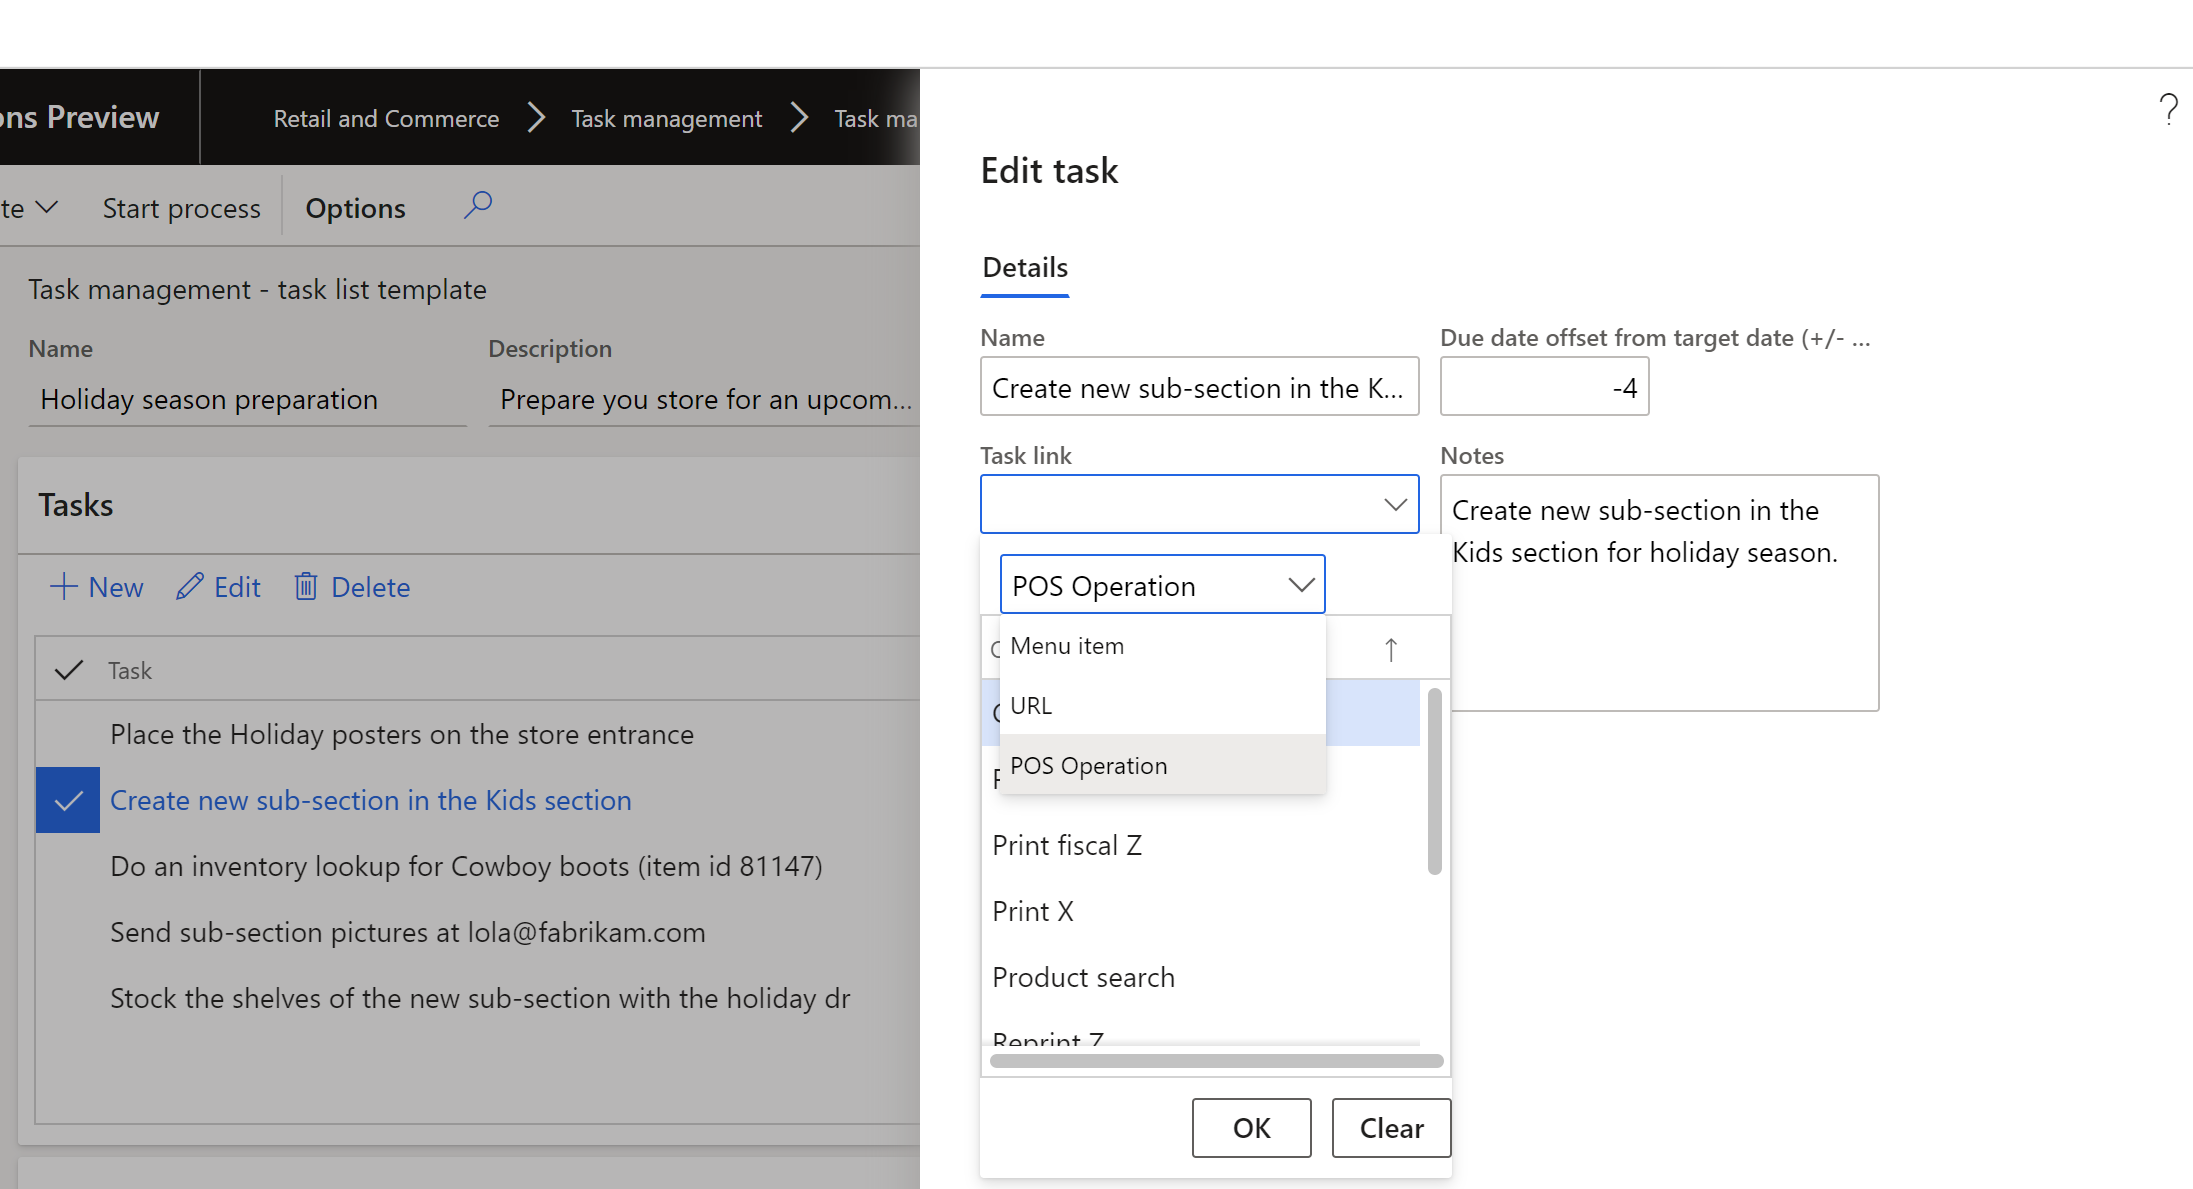 ons Preview
Retail and Commerce
Task management
Task ma
?
te
Start process
Options
Task management - task list template
Name
Description
Holiday season preparation
Prepare you store for an upcom...
Tasks
New
Edit
Delete
Task
Place the Holiday posters on the store entrance
Create new sub-section in the Kids section
Do an inventory lookup for Cowboy boots (item id 81147)
Send sub-section pictures at lola@fabrikam.com
Stock the shelves of the new sub-section with the holiday dr
Edit task
Details
Name
Due date offset from target date (+/- ...
Create new sub-section in the K...
-4
Task link
Notes
Create new sub-section in the
Kids section for holiday season.
POS Operation
Menu item
URL
POS Operation
Print fiscal Z
Print X
Product search
Reprint Z
OK
Clear